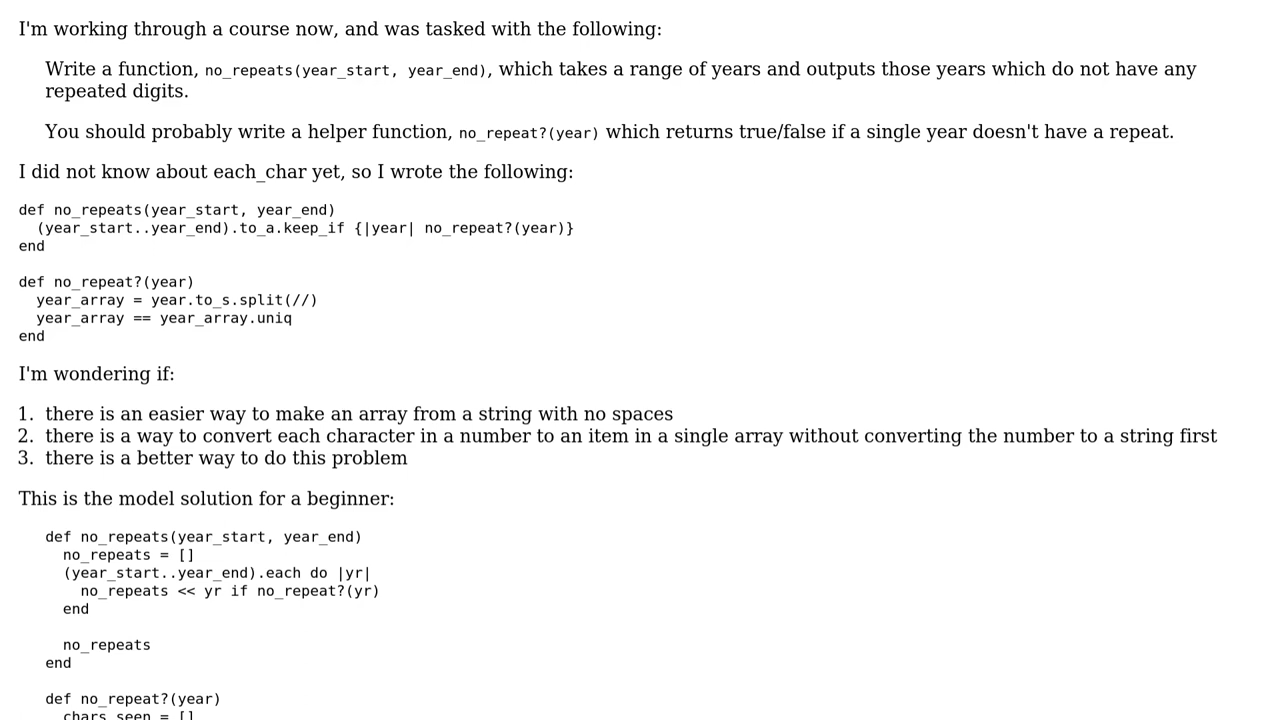 I'm working through a course now, and was tasked with the following:
Write a function, no_repeats(year_start, year_end), which takes a range of years and outputs those years which do not have any
repeated digits.
You should probably write a helper function, no_repeat?(year) which returns true/false if a single year doesn't have a repeat.
I did not know about each_char yet, so I wrote the following:
def no_repeats(year_start, year_end)
  (year_start..year_end).to_a.keep_if {|year| no_repeat?(year)}
end
def no_repeat?(year)
  year_array = year.to_s.split(//)
  year_array == year_array.uniq
end
I'm wondering if:
1. there is an easier way to make an array from a string with no spaces
2. there is a way to convert each character in a number to an item in a single array without converting the number to a string first
3. there is a better way to do this problem
This is the model solution for a beginner:
def no_repeats(year_start, year_end)
  no_repeats = []
  (year_start..year_end).each do |yr|
    no_repeats << yr if no_repeat?(yr)
  end
  no_repeats
end
def no_repeat?(year)
  chars_seen = []